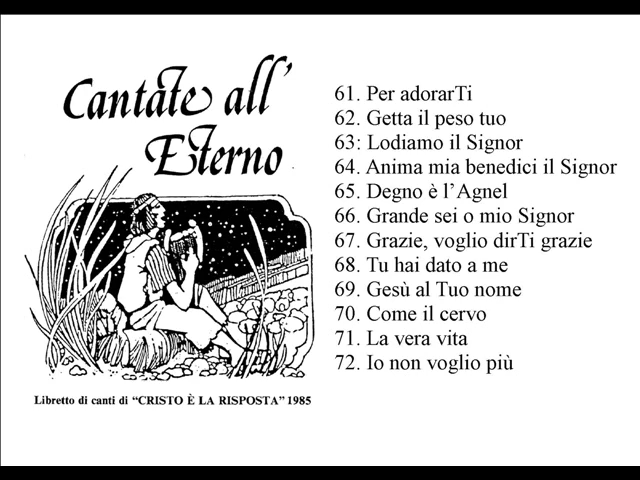 Cantate all'
Eterno
61. Per adorarTi
62. Getta il peso tuo
63: Lodiamo il Signor
64. Anima mia benedici il Signor
65. Degno è l'Agnel
66. Grande sei o mio Signor
67. Grazie, voglio dirTi grazie
68. Tu hai dato a me
69. Gesù al Tuo nome
70. Come il cervo
71. La vera vita
72. Io non voglio più
Libretto di canti di "CRISTO È LA RISPOSTA" 1985